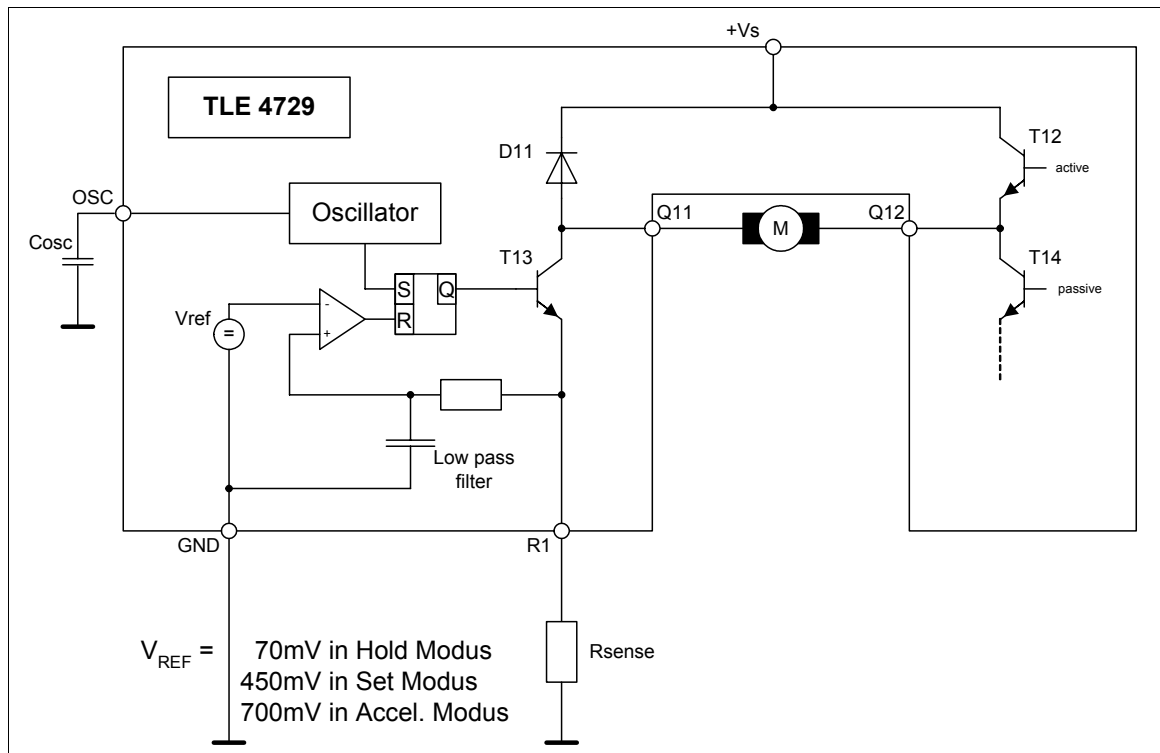 +Vs
TLE 4729
T12
D11
active
OSC
Oscillator
Q11
Q12
M
Cosc
T13
T14
S
Q
passive
R
Vref
-
=
+
Low pass
filter
GND
R1
V_REF = 70mV in Hold Modus
450mV in Set Modus
700mV in Accel. Modus
Rsense